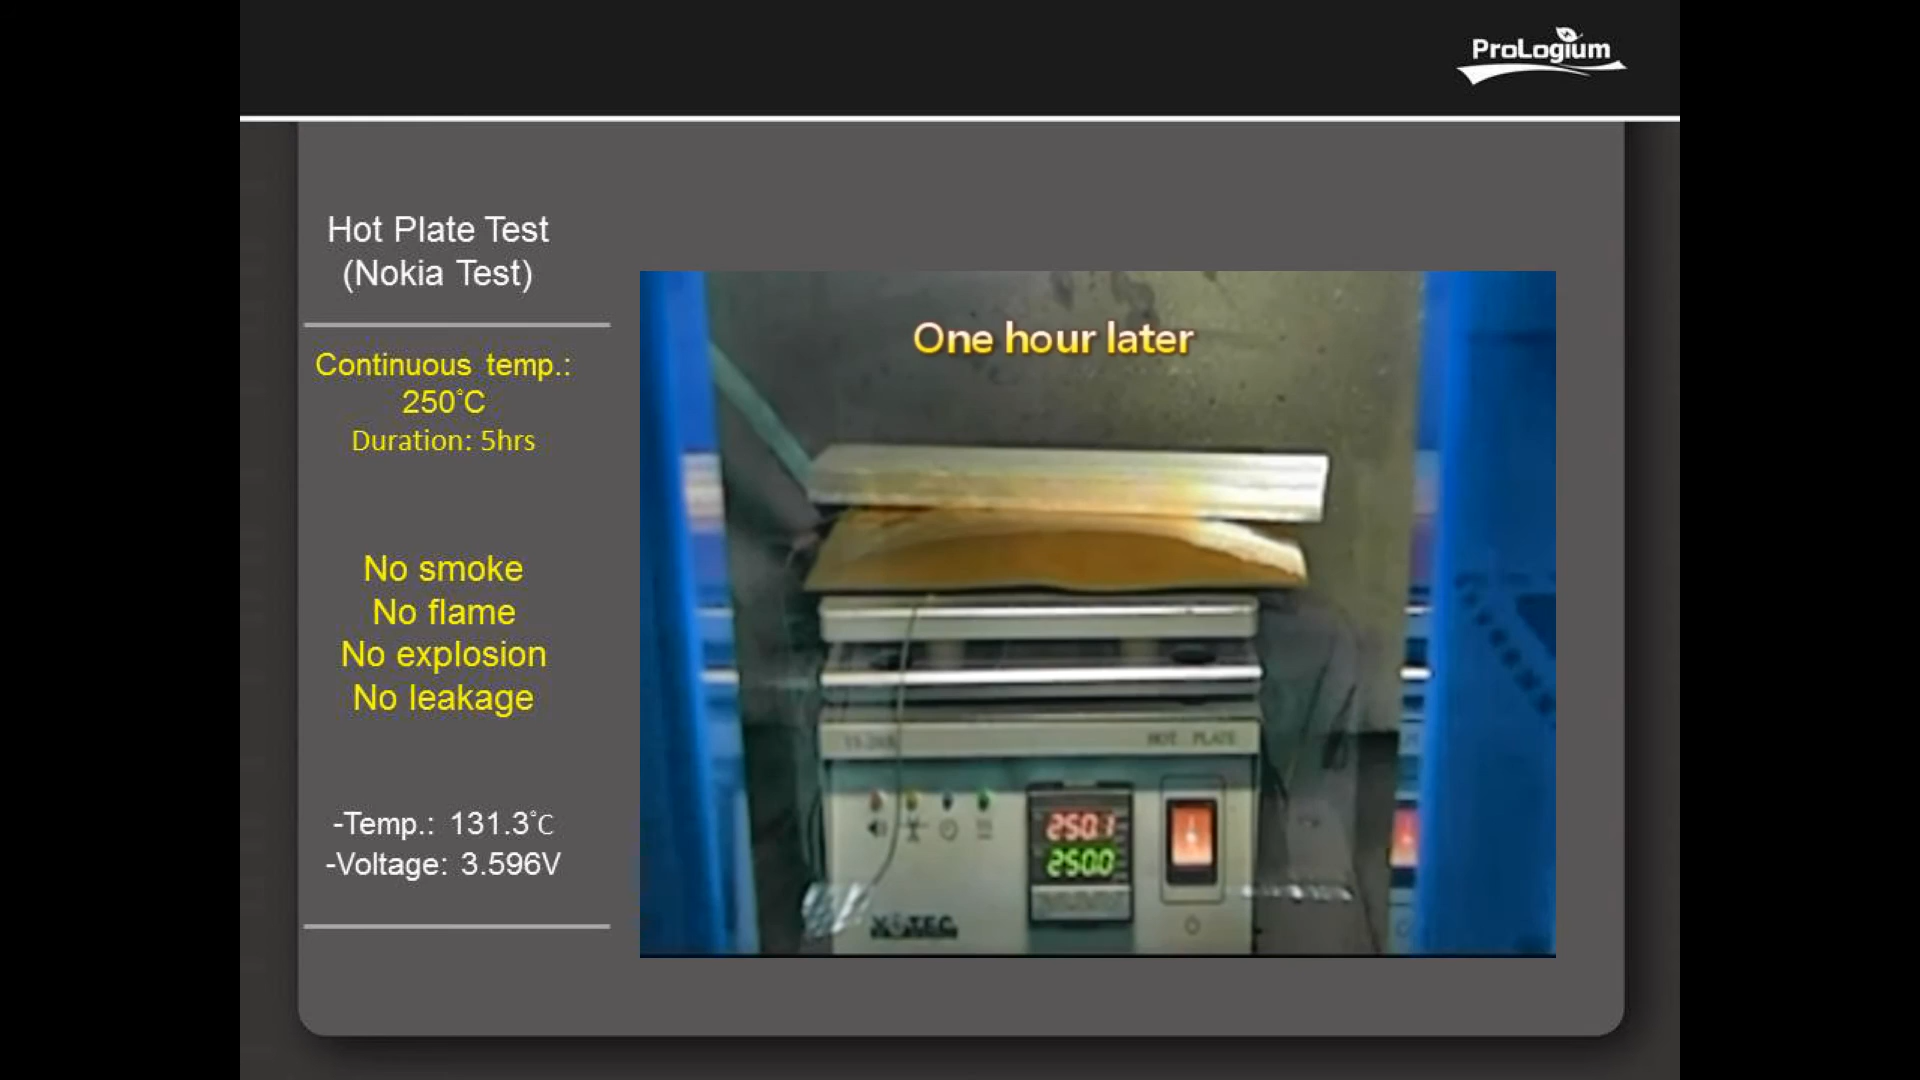 ProLogium
Hot Plate Test
(Nokia Test)
Continuous temp.:
250°C
Duration: 5hrs
No smoke
No flame
No explosion
No leakage
-Temp.: 131.3°C
-Voltage: 3.596V
One hour later
HOT PLATE
250.1
250.0